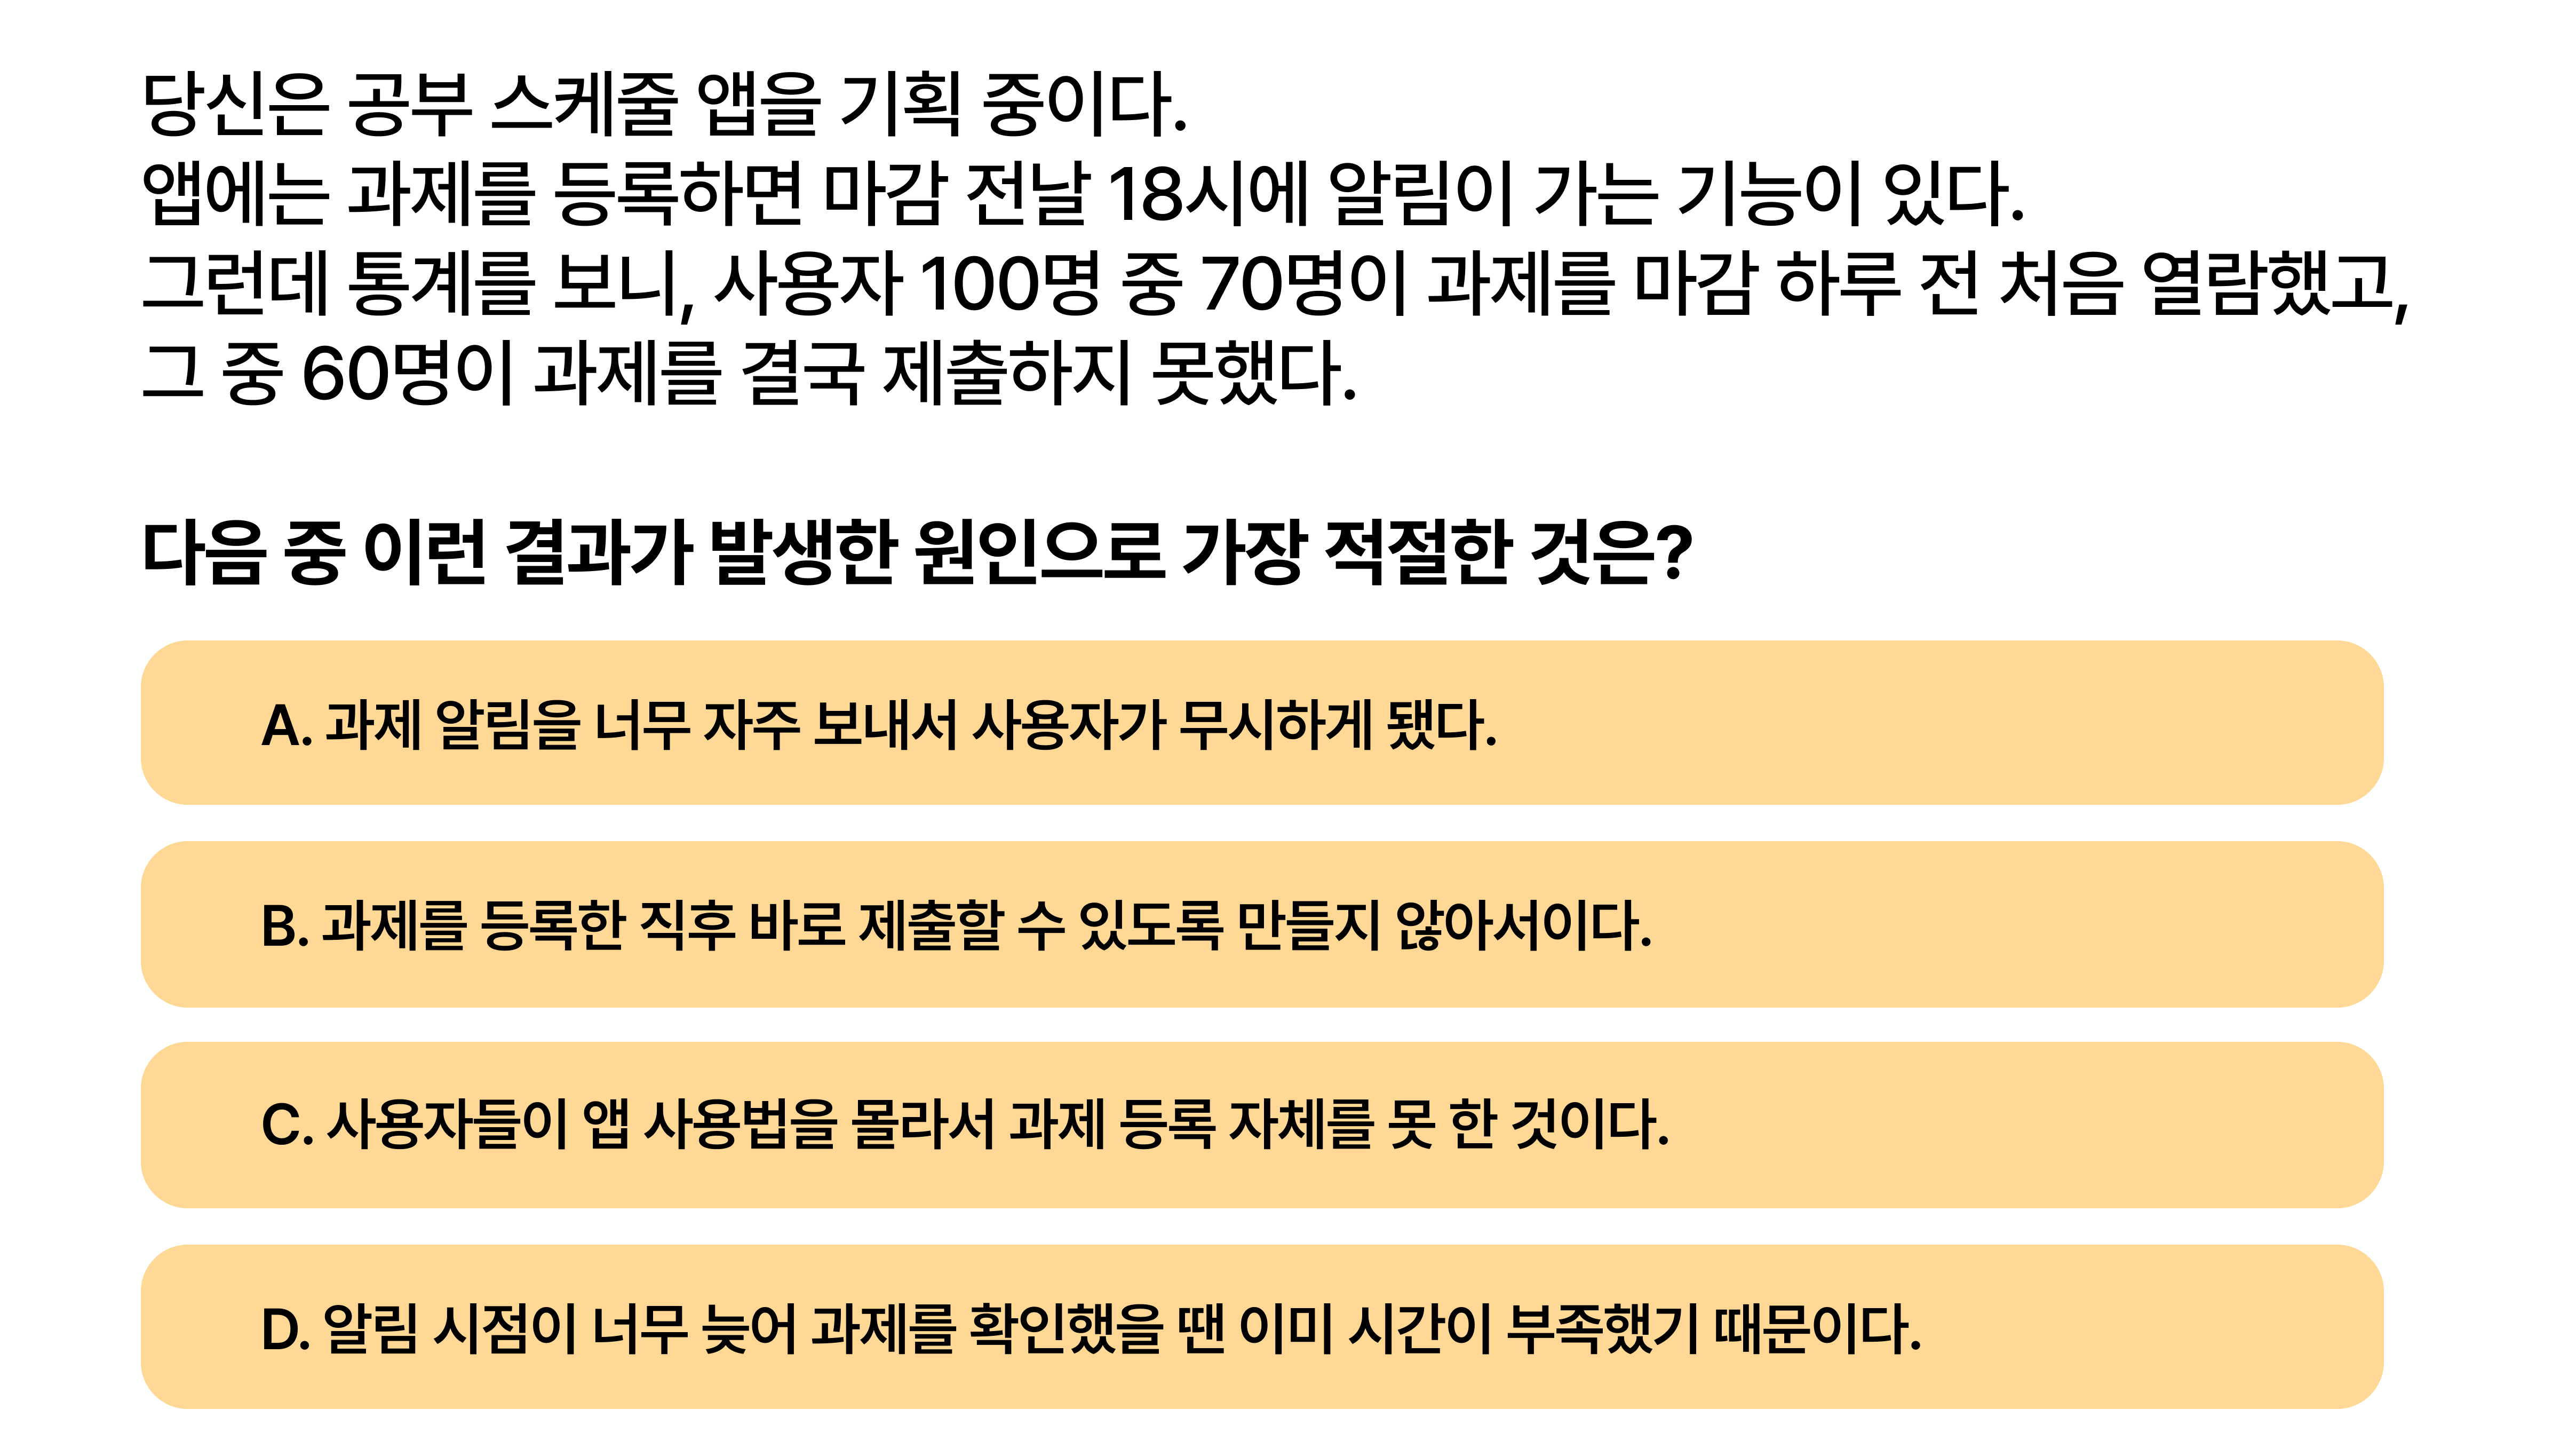 당신은 공부 스케줄 앱을 기획 중이다.
앱에는 과제를 등록하면 마감 전날 18시에 알림이 가는 기능이 있다.
그런데 통계를 보니, 사용자 100명 중 70명이 과제를 마감 하루 전 처음 열람했고,
그 중 60명이 과제를 결국 제출하지 못했다.
다음 중 이런 결과가 발생한 원인으로 가장 적절한 것은?
A. 과제 알림을 너무 자주 보내서 사용자가 무시하게 됐다.
B. 과제를 등록한 직후 바로 제출할 수 있도록 만들지 않아서이다.
C. 사용자들이 앱 사용법을 몰라서 과제 등록 자체를 못 한 것이다.
D. 알림 시점이 너무 늦어 과제를 확인했을 땐 이미 시간이 부족했기 때문이다.